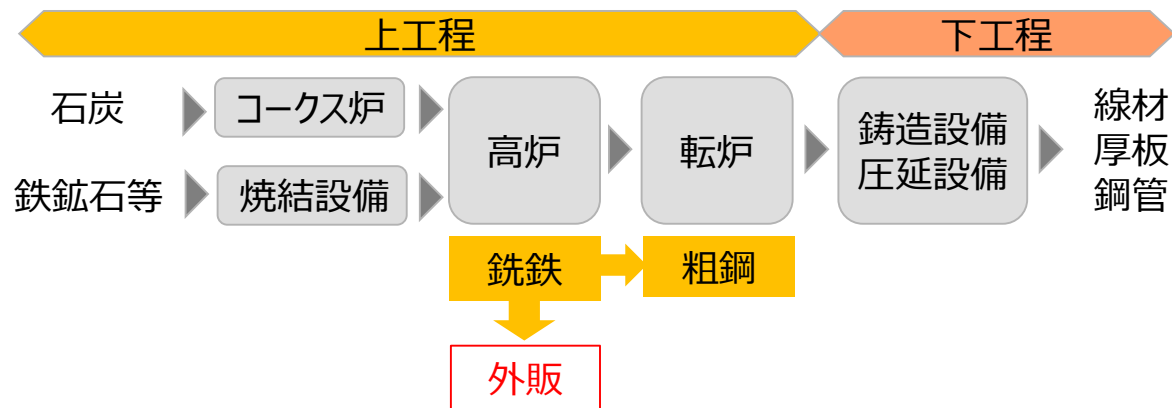 上工程
下工程
石炭
コークス炉
鉄鉱石等
焼結設備
高炉
転炉
鋳造設備
圧延設備
線材
厚板
鋼管
銑鉄
粗鋼
外販